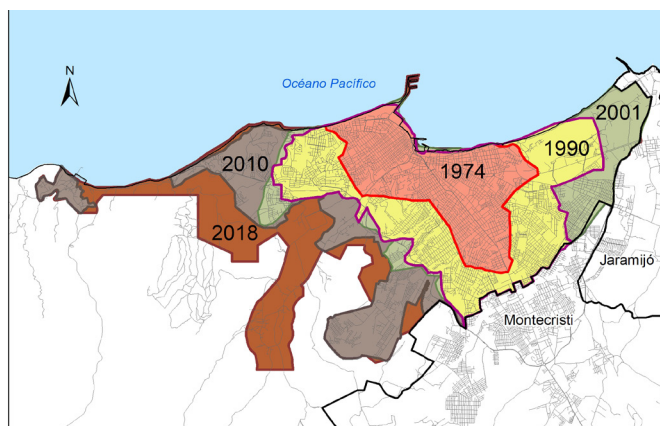 N
Océano Pacífico
2001
1990
2010
1974
2018
Jaramijó
Montecristi